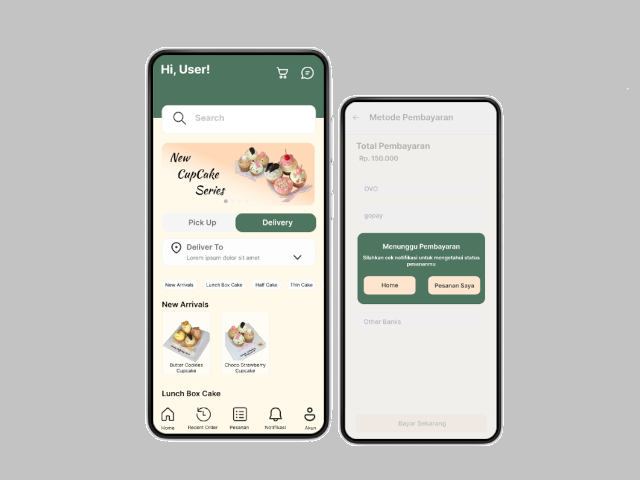 Hi, User!
Search
New
CupCake
Series
Pick Up
Delivery
Deliver To
Lorem ipsum dolor sit amet
New Arrivals
Lunch Box Cake
Half Cake
Thin Cake
New Arrivals
Butter Cookies
Cupcake
Choco Strawberry
Cupcake
Lunch Box Cake
Home
Recent Order
Pesanan
Notifikasi
Akun
Metode Pembayaran
Total Pembayaran
Rp. 150.000
OVO
gopay
Menunggu Pembayaran
Silahkan cek notifikasi untuk mengetahui status
pesananmu
Home
Pesanan Saya
Other Banks
Bayar Sekarang